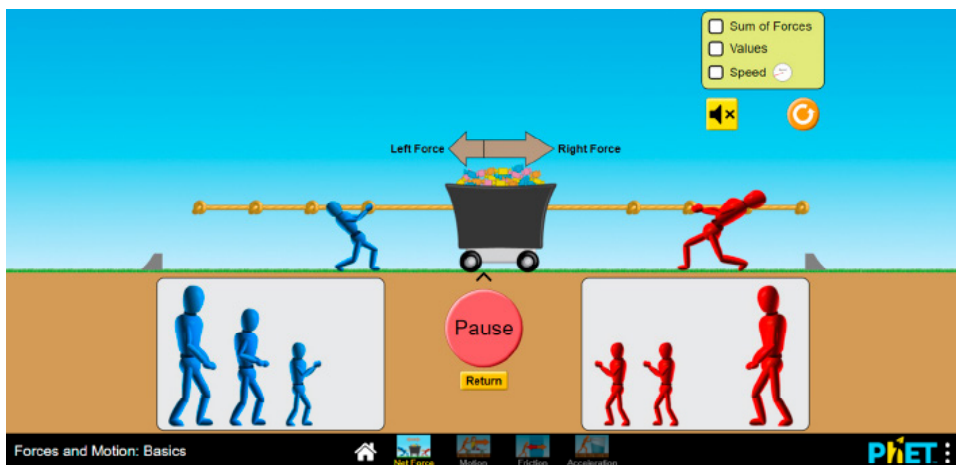 Sum of Forces
Values
Speed
Left Force
Right Force
Pause
Return
Forces and Motion: Basics
Net Force
Motion
Friction
Acceleration
PhET